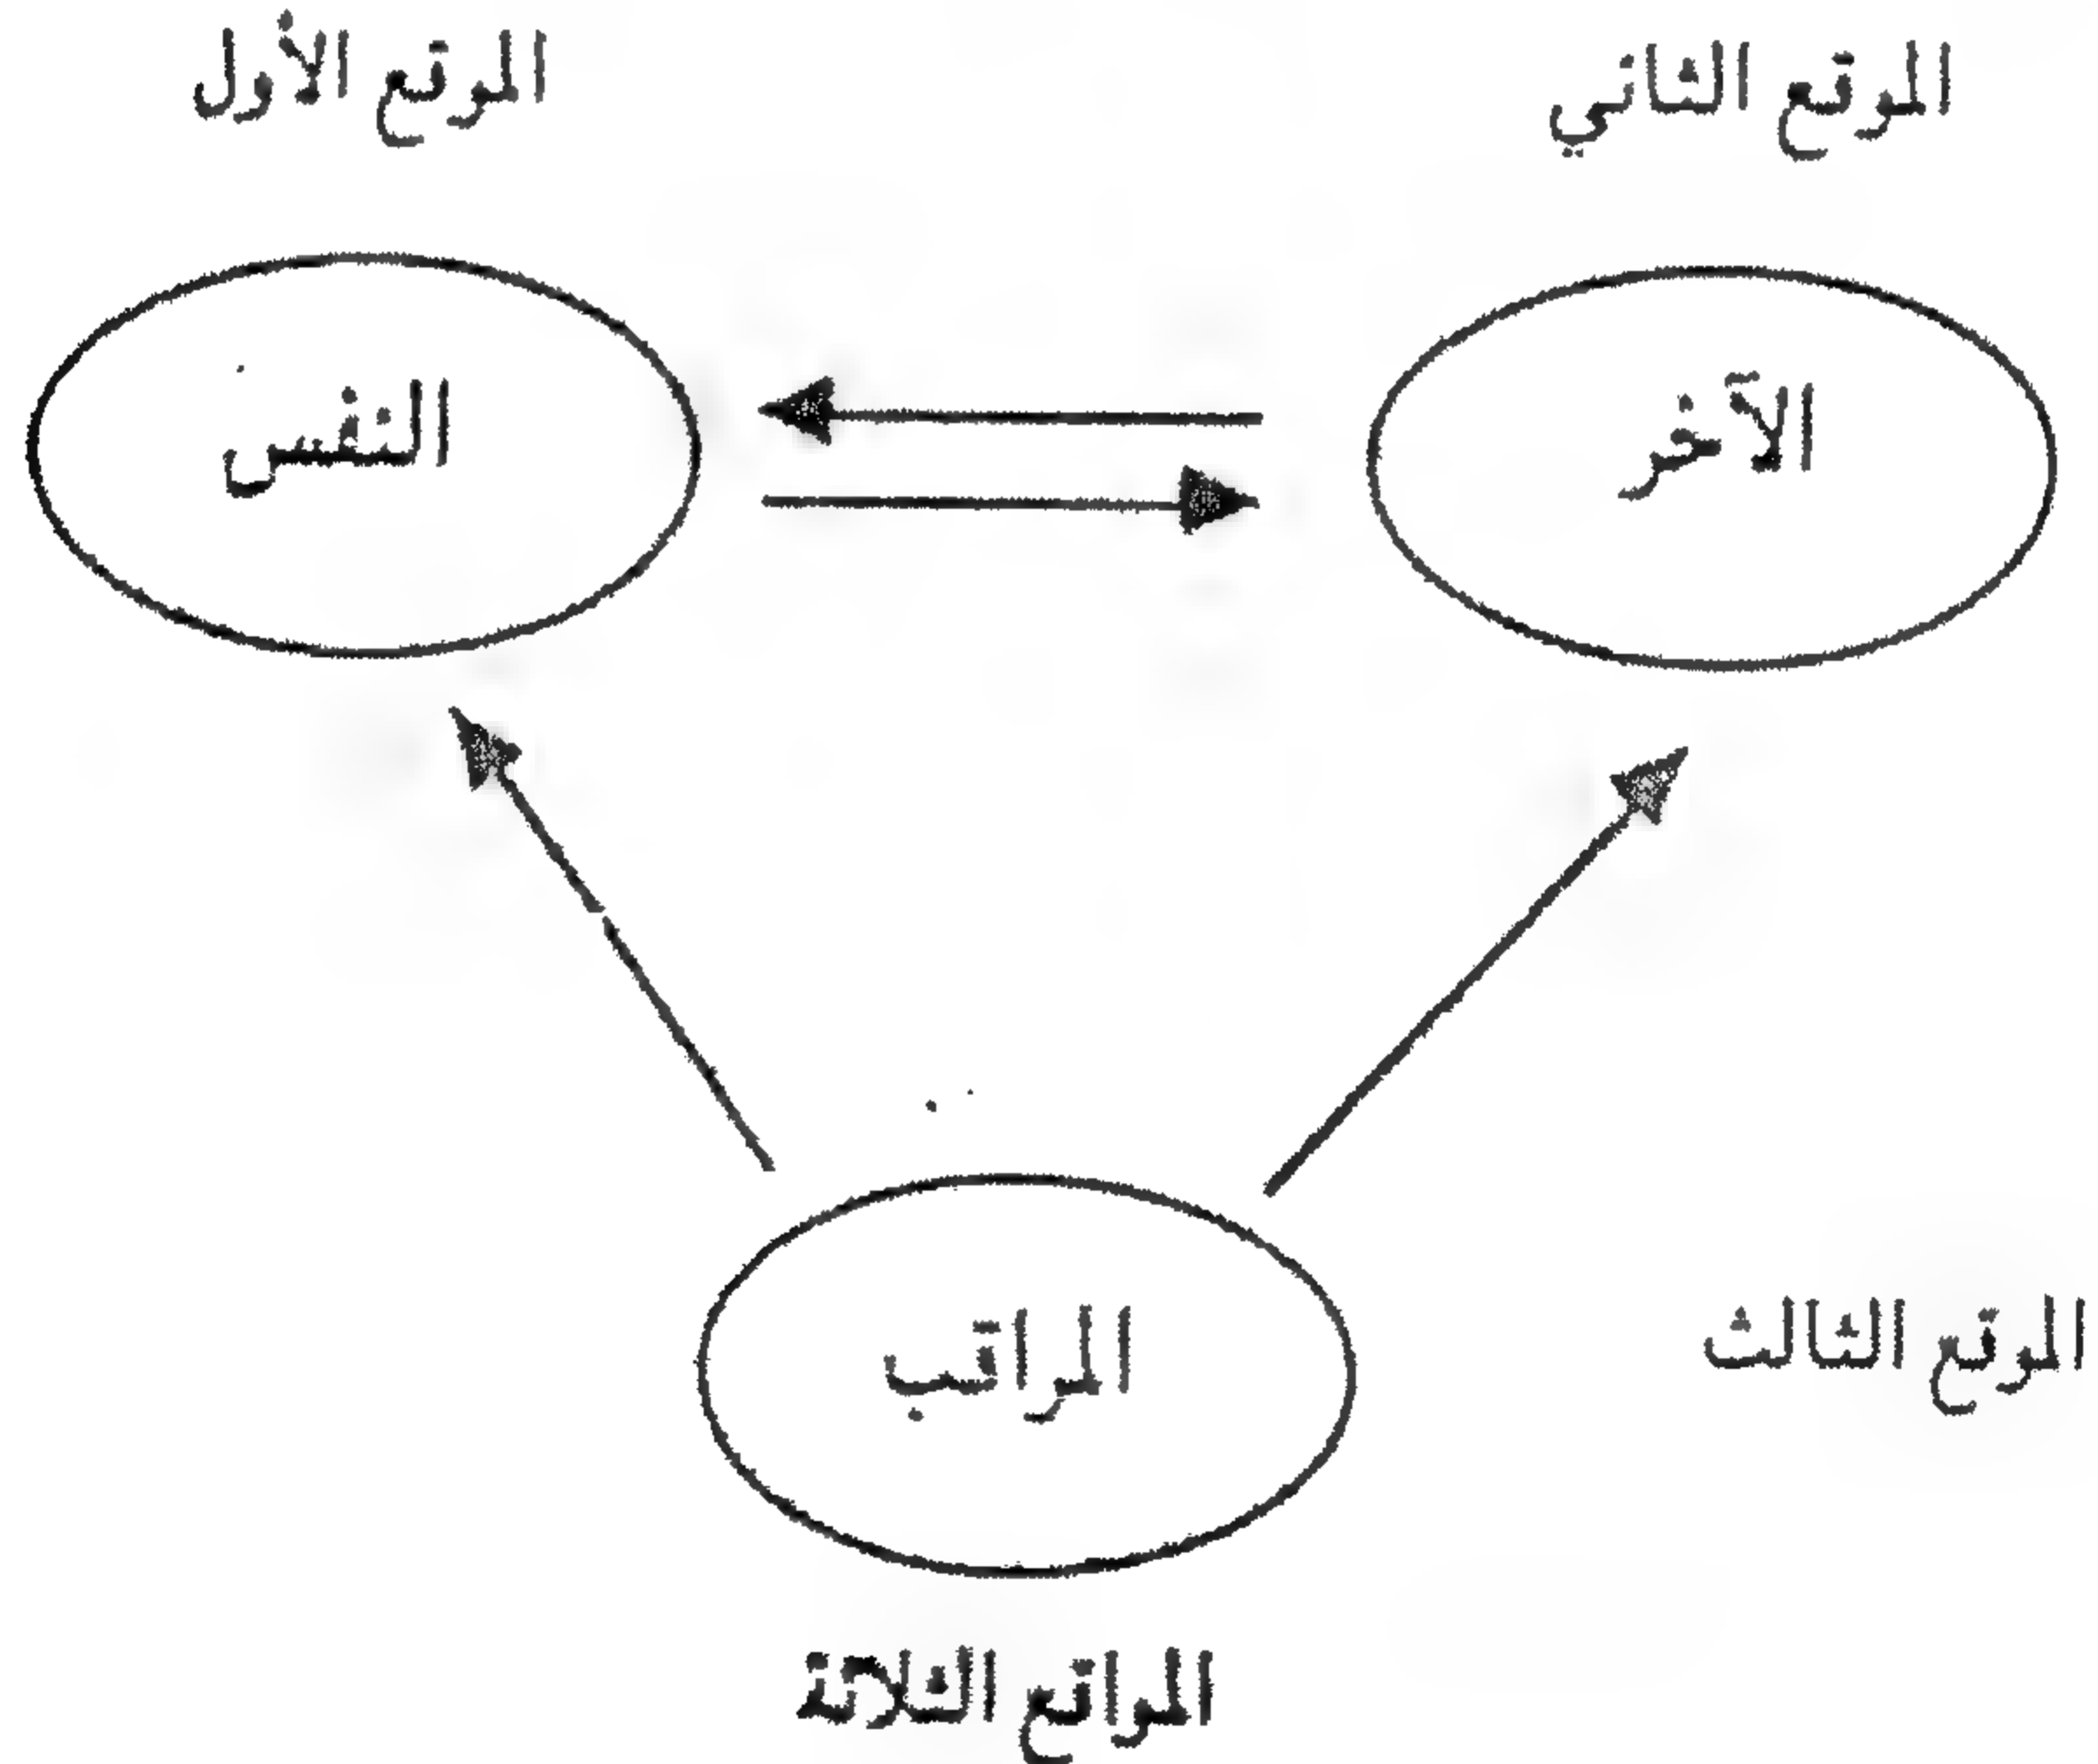 الموقع الثاني
الموقع الأول
الآخر
النفس
المراقب
الموقع الثالث
المواقع الثلاثة